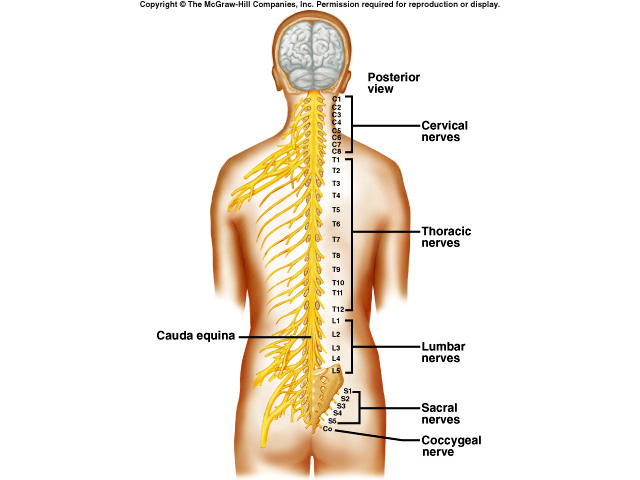 Copyright © The McGraw-Hill Companies, Inc. Permission required for reproduction or display.
Posterior
view
C1
C2
C3
C4
C5
C6
C7
C8
Cervical
nerves
T1
T2
T3
T4
T5
T6
T7
T8
T9
T10
T11
T12
Thoracic
nerves
Cauda equina
L1
L2
L3
L4
L5
Lumbar
nerves
S1
S2
S3
S4
S5
Sacral
nerves
Co
Coccygeal
nerve